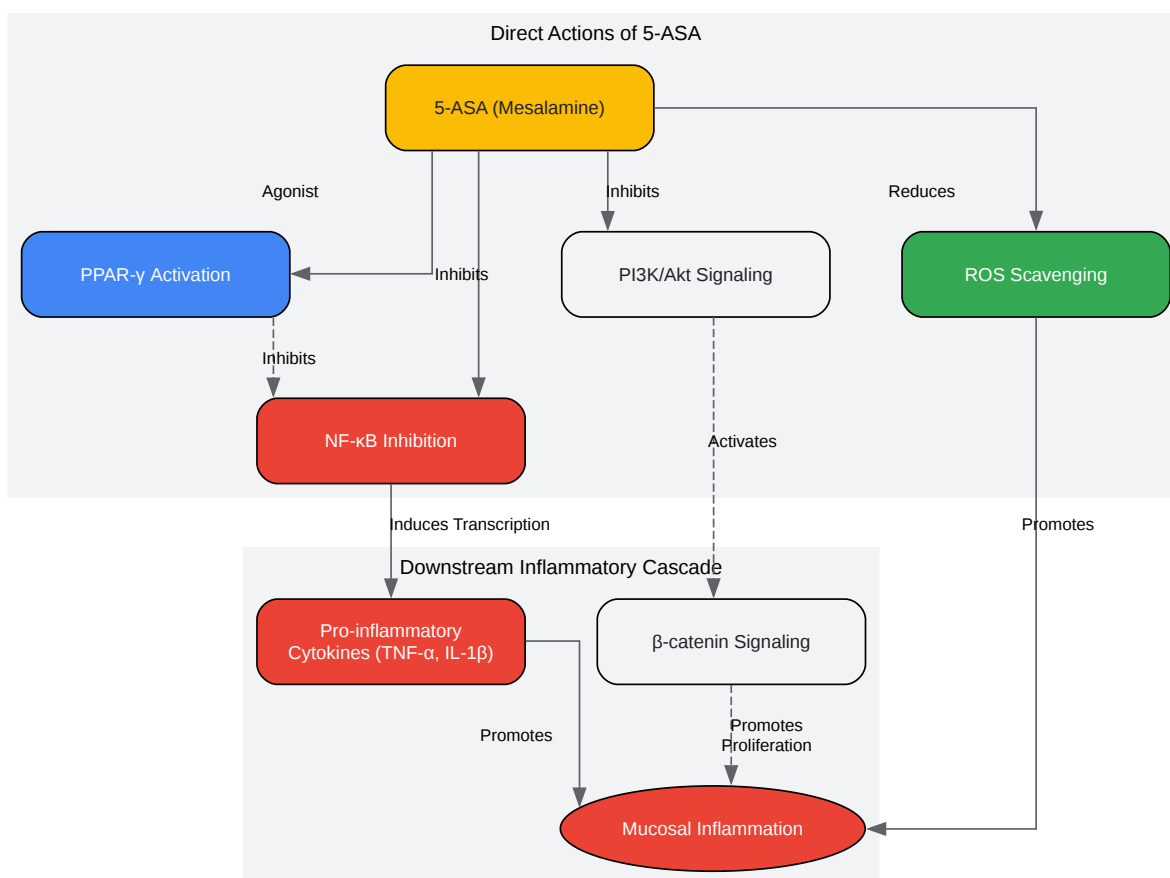 Direct Actions of 5-ASA
5-ASA (Mesalamine)
Agonist
Inhibits
Reduces
PPAR-γ Activation
Inhibits
PI3K/Akt Signaling
ROS Scavenging
Inhibits
NF-κB Inhibition
Activates
Induces Transcription
Promotes
Downstream Inflammatory Cascade
Pro-inflammatory
Cytokines (TNF-α, IL-1β)
β-catenin Signaling
Promotes
Promotes
Proliferation
Mucosal Inflammation